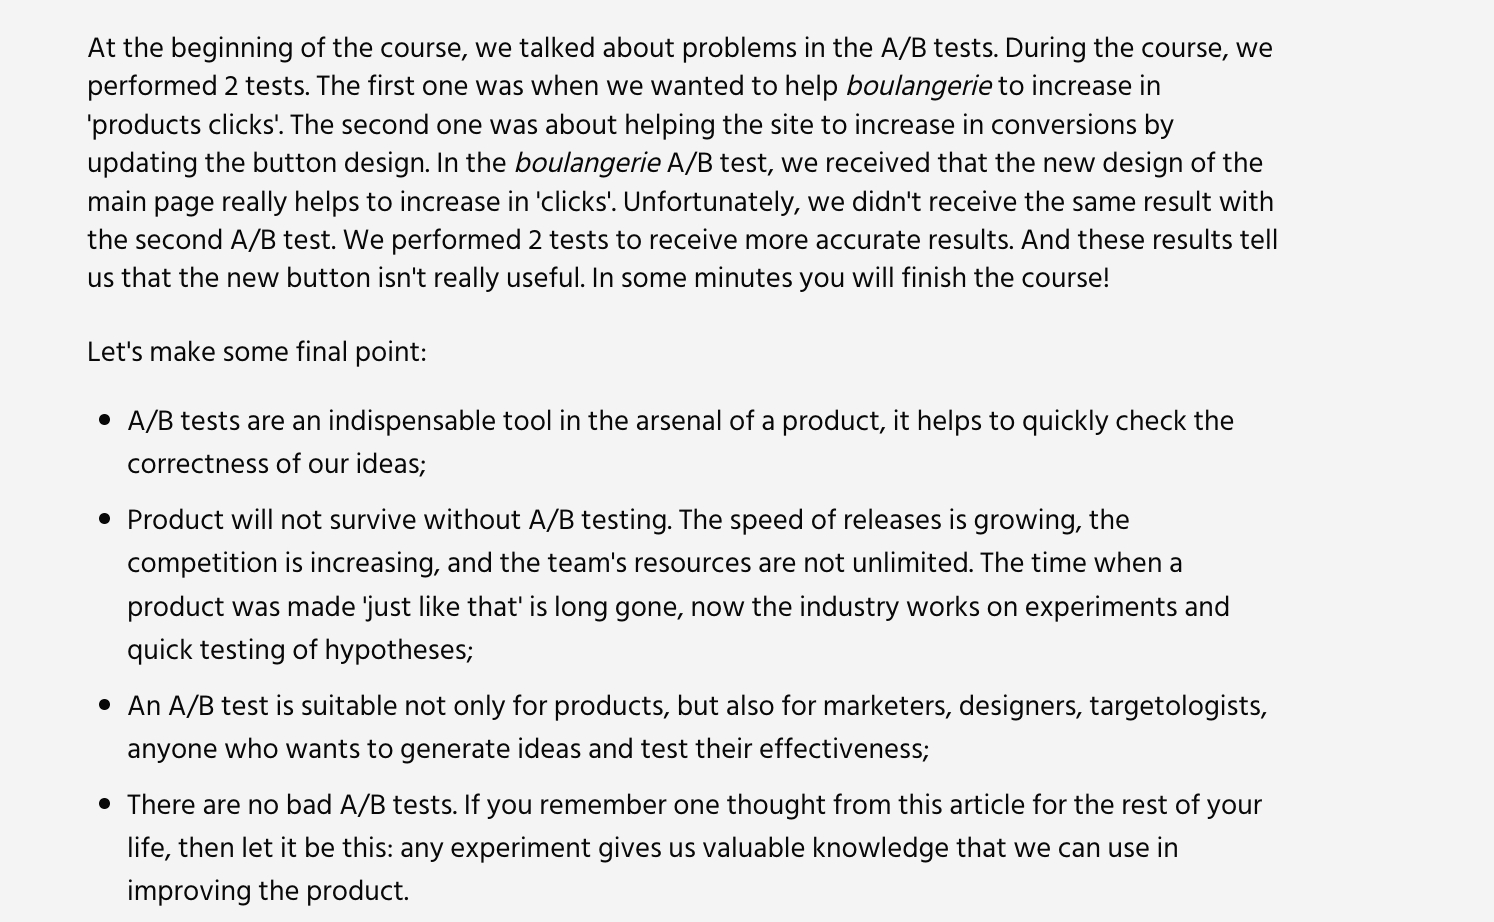 At the beginning of the course, we talked about problems in the A/B tests. During the course, we
performed 2 tests. The first one was when we wanted to help boulangerie to increase in
'products clicks'. The second one was about helping the site to increase in conversions by
updating the button design. In the boulangerie A/B test, we received that the new design of the
main page really helps to increase in 'clicks'. Unfortunately, we didn't receive the same result with
the second A/B test. We performed 2 tests to receive more accurate results. And these results tell
us that the new button isn't really useful. In some minutes you will finish the course!
Let's make some final point:
• A/B tests are an indispensable tool in the arsenal of a product, it helps to quickly check the
correctness of our ideas;
• Product will not survive without A/B testing. The speed of releases is growing, the
competition is increasing, and the team's resources are not unlimited. The time when a
product was made 'just like that' is long gone, now the industry works on experiments and
quick testing of hypotheses;
• An A/B test is suitable not only for products, but also for marketers, designers, targetologists,
anyone who wants to generate ideas and test their effectiveness;
• There are no bad A/B tests. If you remember one thought from this article for the rest of your
life, then let it be this: any experiment gives us valuable knowledge that we can use in
improving the product.